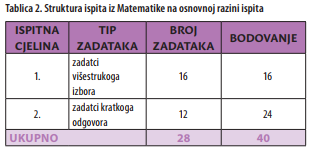 Tablica 2. Struktura ispita iz Matematike na osnovnoj razini ispita
ISPITNA CJELINA TIP ZADATAKA BROJ ZADATAKA BODOVANJE
1. zadatci višestrukoga izbora 16 16
2. zadatci kratkoga odgovora 12 24
UKUPNO 28 40